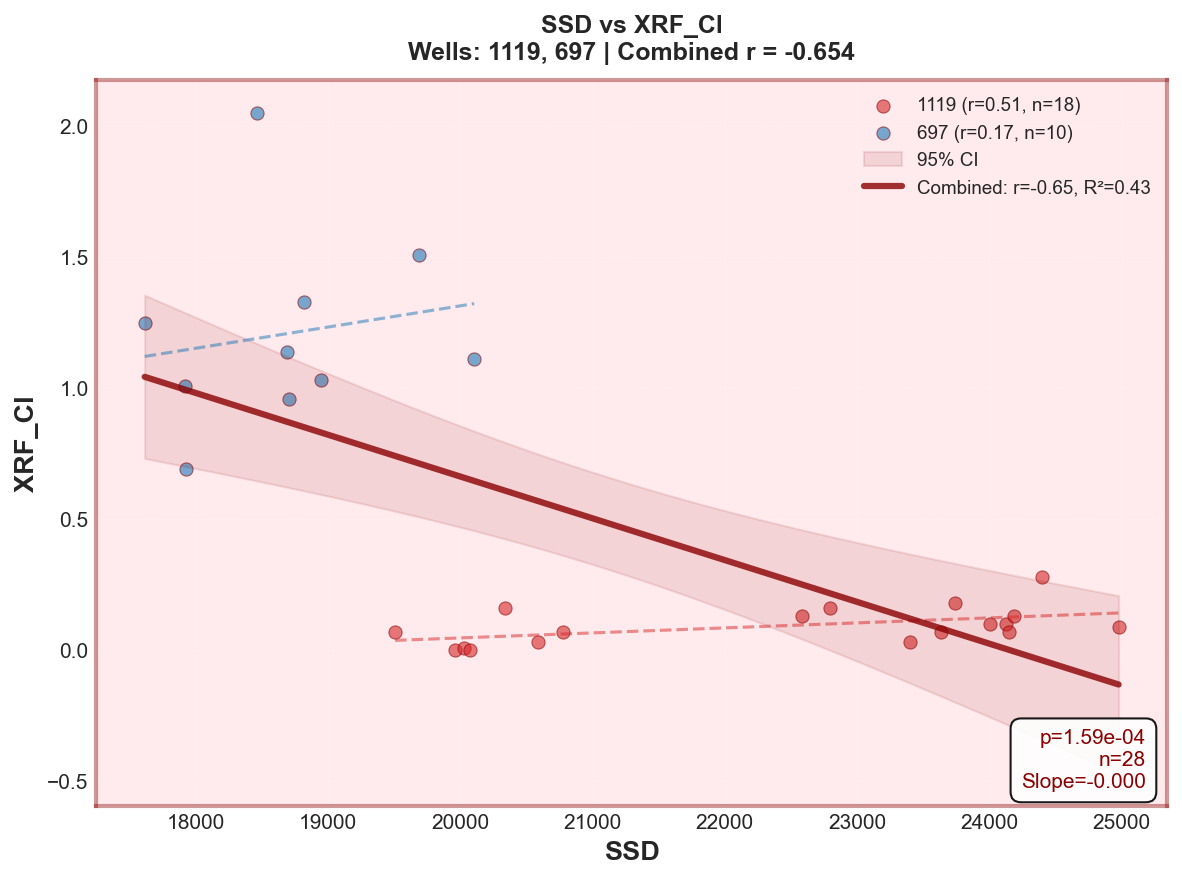 SSD vs XRF_CI
Wells: 1119, 697 | Combined r = -0.654
1119 (r=0.51, n=18)
697 (r=0.17, n=10)
95% CI
Combined: r=-0.65, R²=0.43
XRF_CI
2.0
1.5
1.0
0.5
0.0
−0.5
p=1.59e-04
n=28
Slope=-0.000
18000 19000 20000 21000 22000 23000 24000 25000
SSD